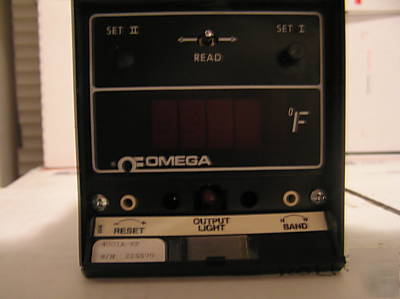 SET II
SET I
READ
°F
OMEGA
RESET
OUTPUT
LIGHT
BAND